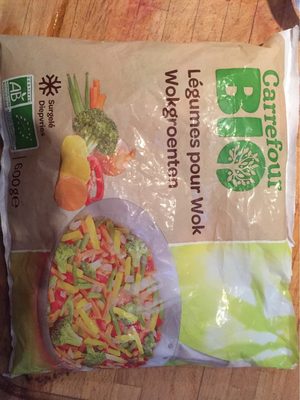 Carrefour
BIO
Légumes pour Wok
Wokgroenten
Surgelé
Diepvries
AB
600g e